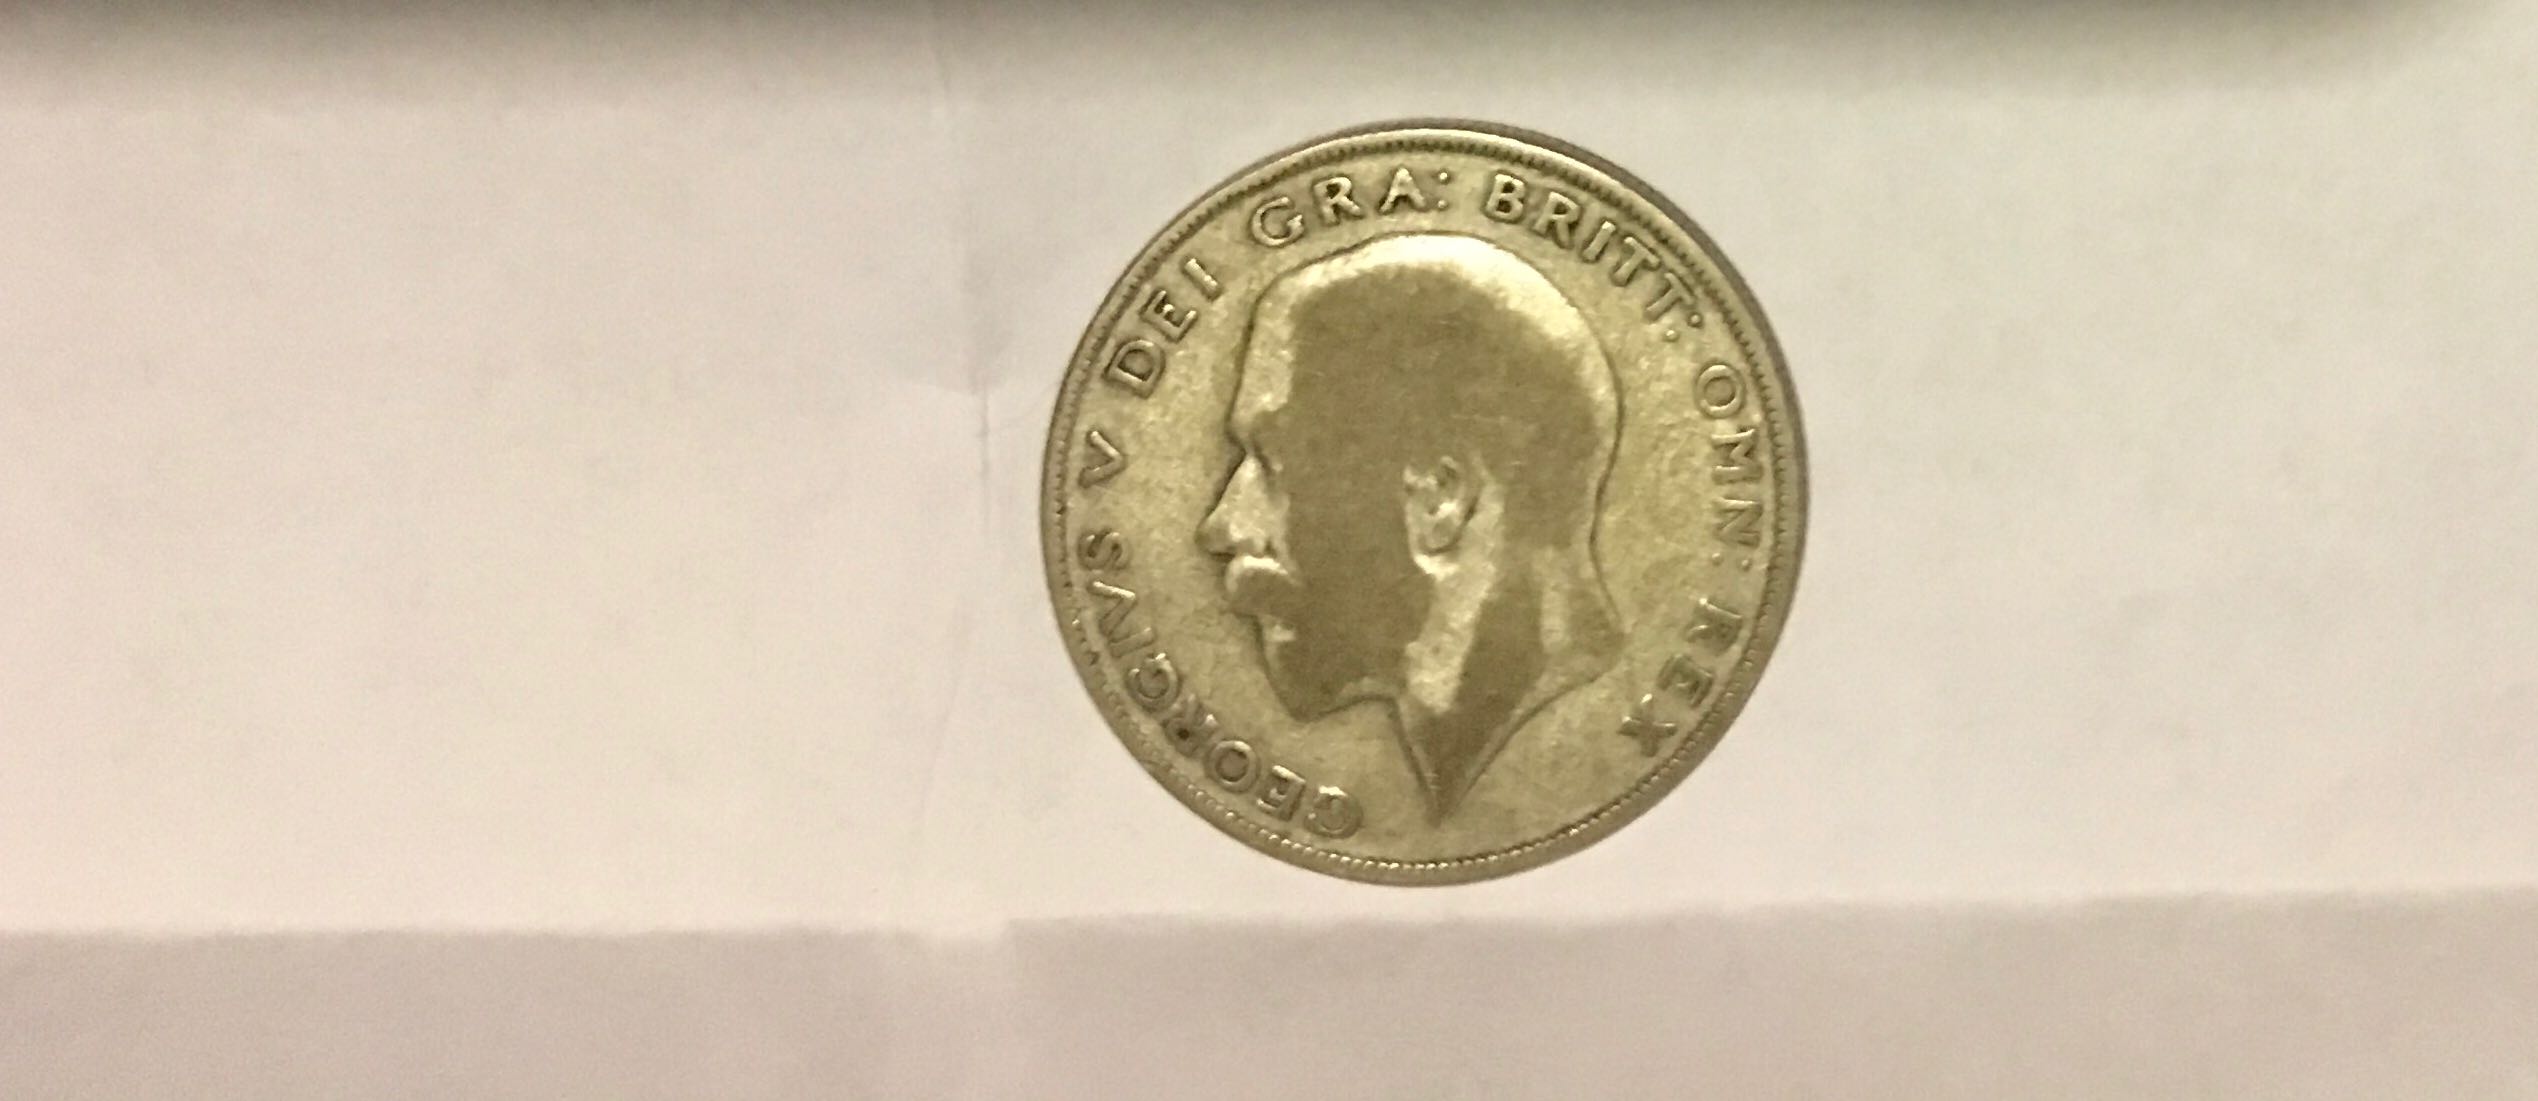 GEORGIVS V DEI GRA: BRITT: OMN: REX